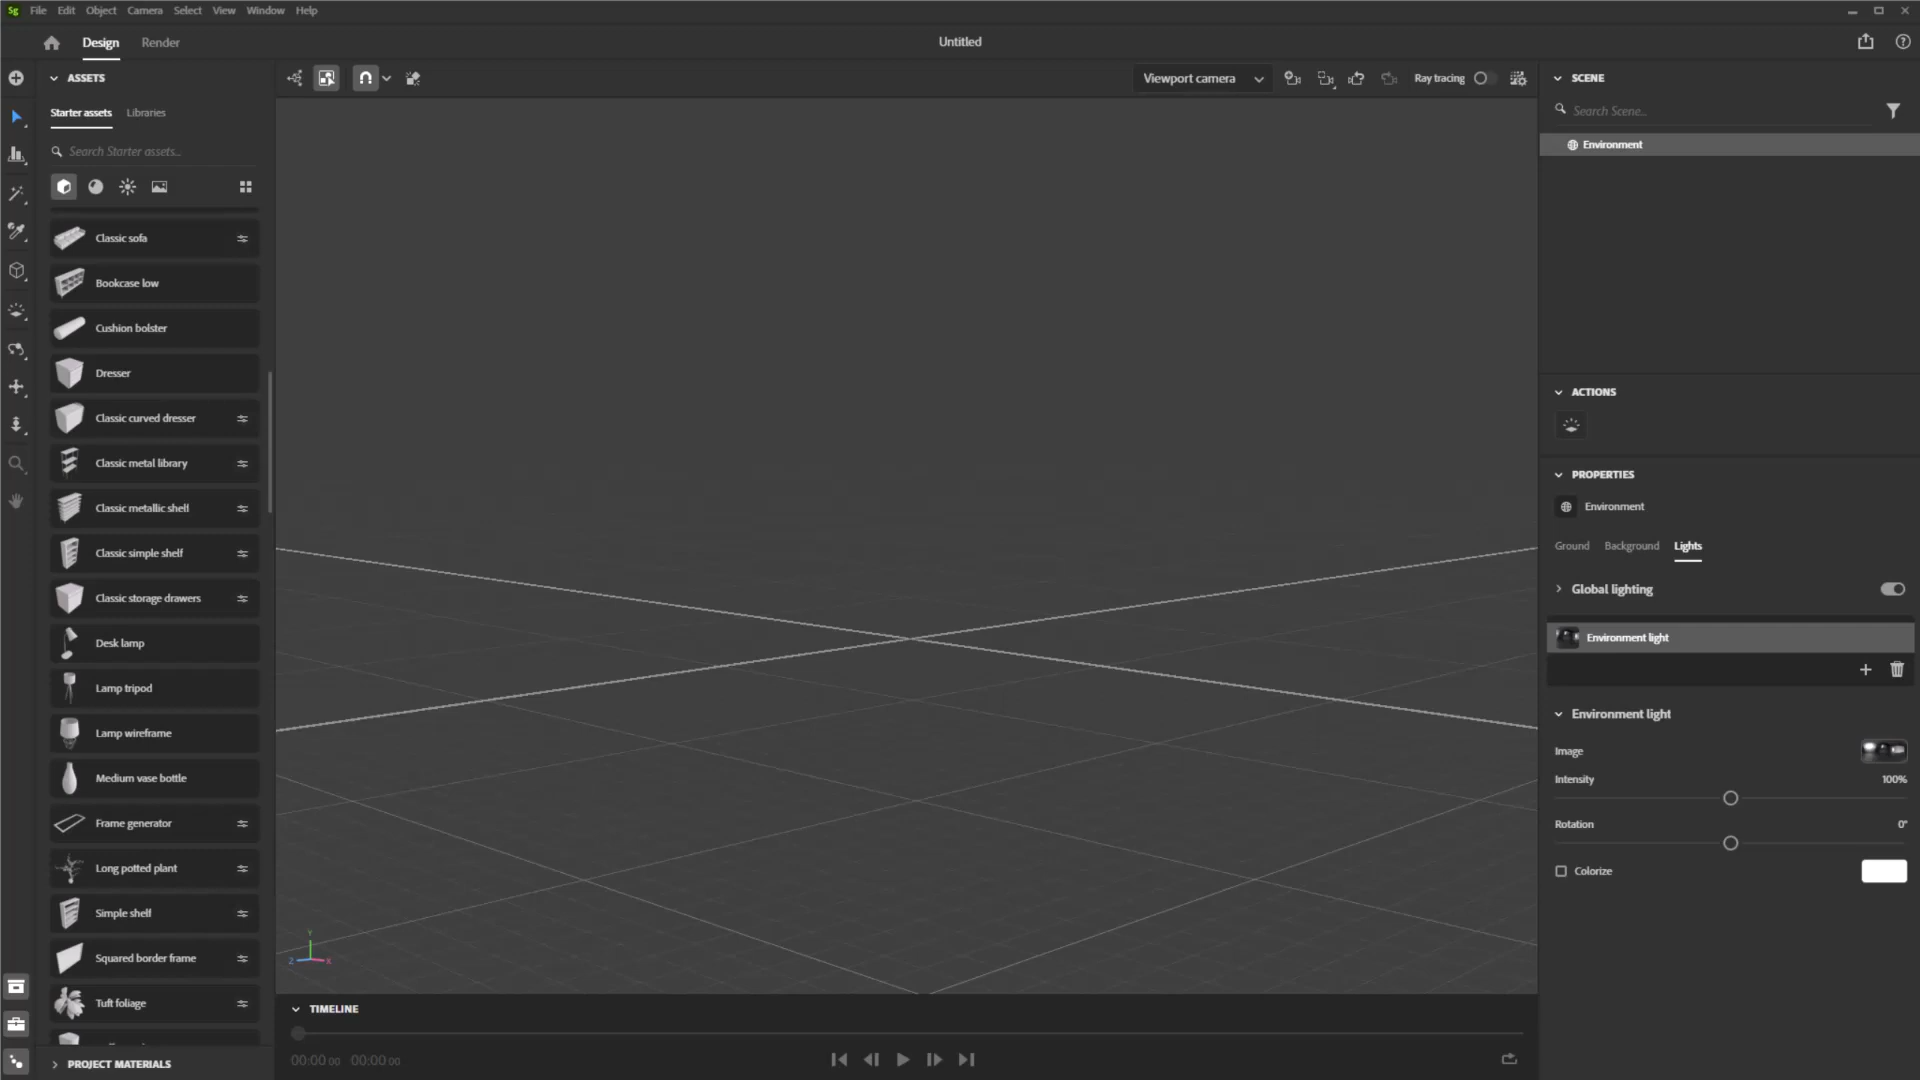 Sg File Edit Object Camera Select View Window Help
Design Render
Untitled
ASSETS
Starter assets Libraries
Search Starter assets...
Classic sofa
Bookcase low
Cushion bolster
Dresser
Classic curved dresser
Classic metal library
Classic metallic shelf
Classic simple shelf
Classic storage drawers
Desk lamp
Lamp tripod
Lamp wireframe
Medium vase bottle
Frame generator
Long potted plant
Simple shelf
Squared border frame
Tuft foliage
PROJECT MATERIALS
Viewport camera
Ray tracing
Y
Z X
TIMELINE
00:00 00 00:00 00
SCENE
Search Scene...
Environment
ACTIONS
PROPERTIES
Environment
Ground Background Lights
Global lighting
Environment light
Environment light
Image
Intensity 100%
Rotation 0°
Colorize